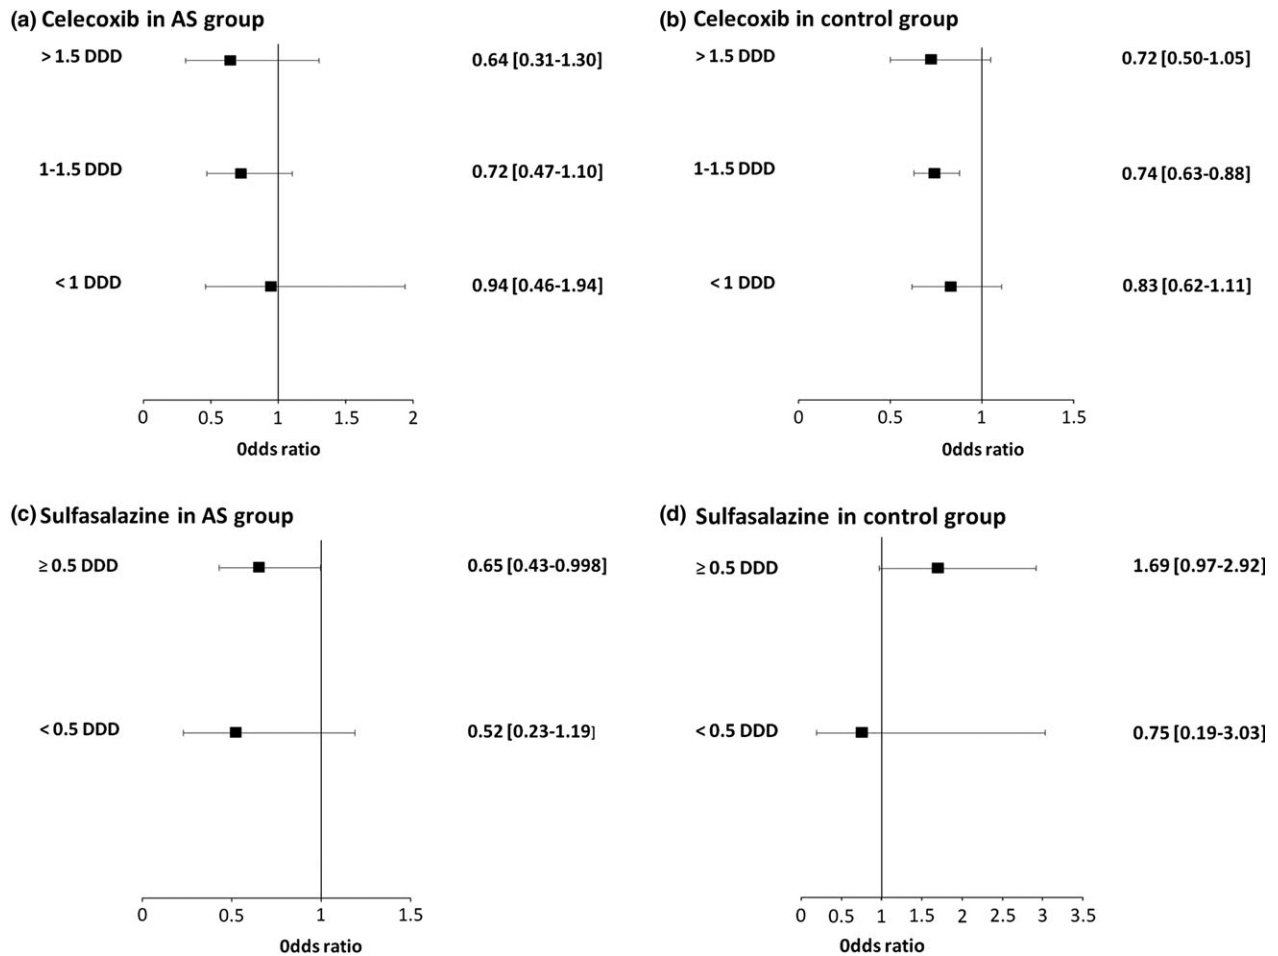 (a) Celecoxib in AS group
> 1.5 DDD 0.64 [0.31-1.30]
1-1.5 DDD 0.72 [0.47-1.10]
< 1 DDD 0.94 [0.46-1.94]
0 0.5 1 1.5 2
0dds ratio
(b) Celecoxib in control group
> 1.5 DDD 0.72 [0.50-1.05]
1-1.5 DDD 0.74 [0.63-0.88]
< 1 DDD 0.83 [0.62-1.11]
0 0.5 1 1.5
0dds ratio
(c) Sulfasalazine in AS group
≥ 0.5 DDD 0.65 [0.43-0.998]
< 0.5 DDD 0.52 [0.23-1.19]
0 0.5 1 1.5
0dds ratio
(d) Sulfasalazine in control group
≥ 0.5 DDD 1.69 [0.97-2.92]
< 0.5 DDD 0.75 [0.19-3.03]
0 0.5 1 1.5 2 2.5 3 3.5
0dds ratio